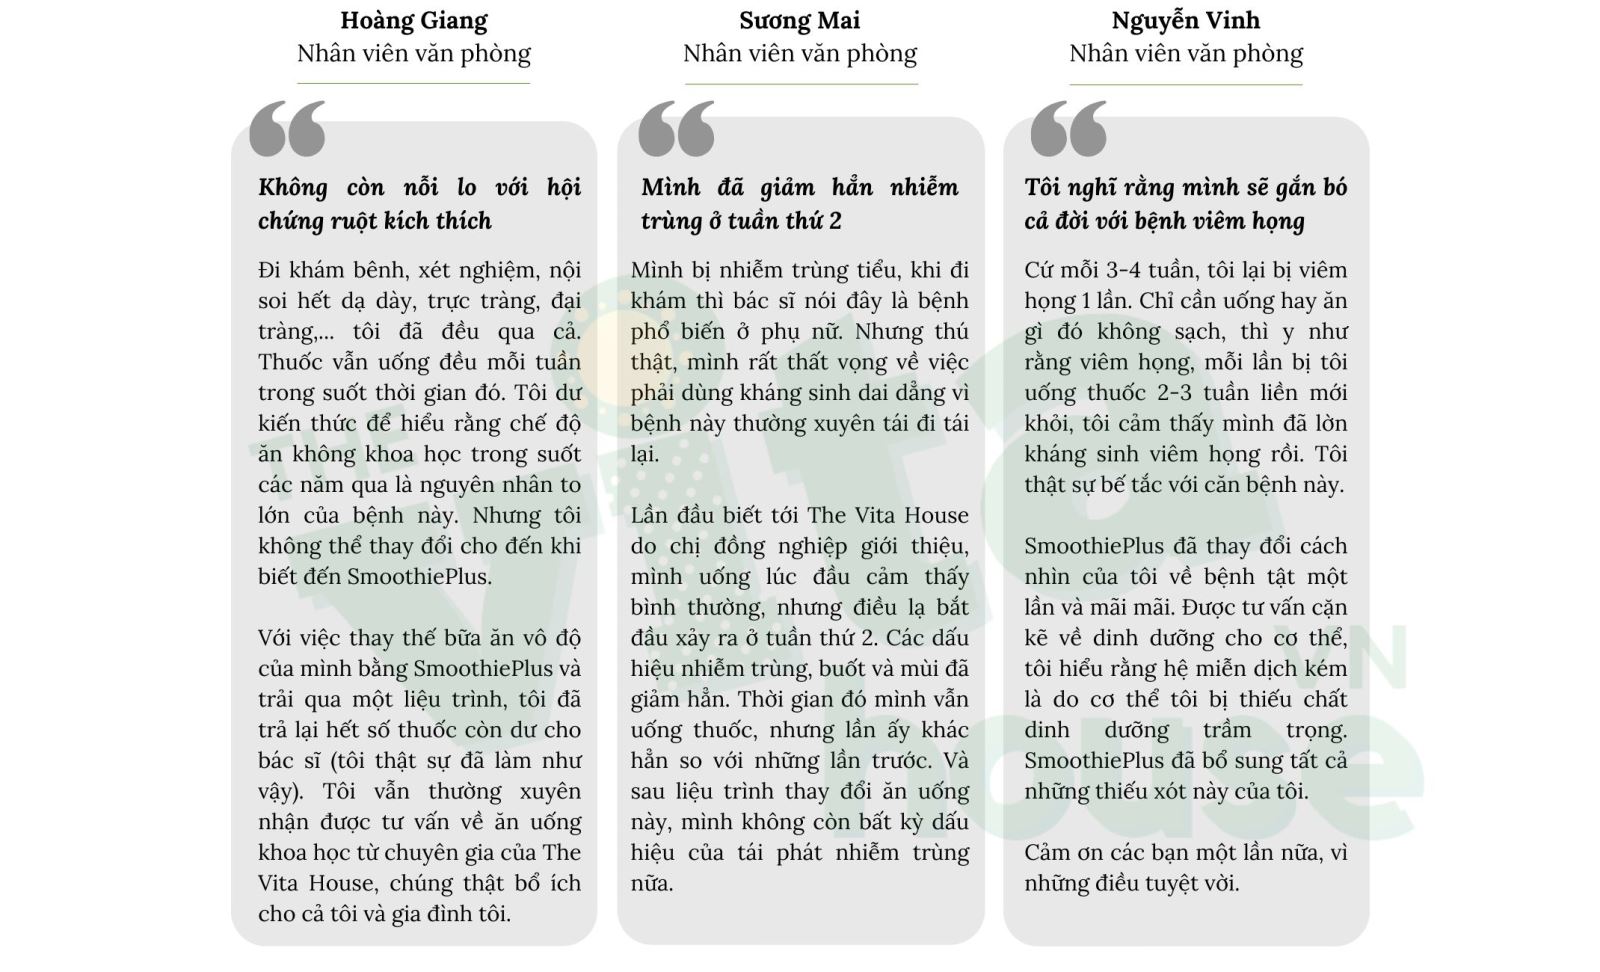 Hoàng Giang
Nhân viên văn phòng
Không còn nỗi lo với hội
chứng ruột kích thích
Đi khám bênh, xét nghiệm, nội
soi hết dạ dày, trực tràng, đại
tràng,... tôi đã đều qua cả.
Thuốc vẫn uống đều mỗi tuần
trong suốt thời gian đó. Tôi dư
kiến thức để hiểu rằng chế độ
ăn không khoa học trong suốt
các năm qua là nguyên nhân to
lớn của bệnh này. Nhưng tôi
không thể thay đổi cho đến khi
biết đến SmoothiePlus.
Với việc thay thế bữa ăn vô độ
của mình bằng SmoothiePlus và
trải qua một liệu trình, tôi đã
trả lại hết số thuốc còn dư cho
bác sĩ (tôi thật sự đã làm như
vậy). Tôi vẫn thường xuyên
nhận được tư vấn về ăn uống
khoa học từ chuyên gia của The
Vita House, chúng thật bổ ích
cho cả tôi và gia đình tôi.
Sương Mai
Nhân viên văn phòng
Mình đã giảm hẳn nhiễm
trùng ở tuần thứ 2
Mình bị nhiễm trùng tiểu, khi đi
khám thì bác sĩ nói đây là bệnh
phổ biến ở phụ nữ. Nhưng thú
thật, mình rất thất vọng về việc
phải dùng kháng sinh dai dẳng vì
bệnh này thường xuyên tái đi tái
lại.
Lần đầu biết tới The Vita House
do chị đồng nghiệp giới thiệu,
mình uống lúc đầu cảm thấy
bình thường, nhưng điều lạ bắt
đầu xảy ra ở tuần thứ 2. Các dấu
hiệu nhiễm trùng, buốt và mùi đã
giảm hẳn. Thời gian đó mình vẫn
uống thuốc, nhưng lần ấy khác
hẳn so với những lần trước. Và
sau liệu trình thay đổi ăn uống
này, mình không còn bất kỳ dấu
hiệu của tái phát nhiễm trùng
nữa.
Nguyễn Vinh
Nhân viên văn phòng
Tôi nghĩ rằng mình sẽ gắn bó
cả đời với bệnh viêm họng
Cứ mỗi 3-4 tuần, tôi lại bị viêm
họng 1 lần. Chỉ cần uống hay ăn
gì đó không sạch, thì y như
rằng viêm họng, mỗi lần bị tôi
uống thuốc 2-3 tuần liền mới
khỏi, tôi cảm thấy mình đã lờn
kháng sinh viêm họng rồi. Tôi
thật sự bế tắc với căn bệnh này.
SmoothiePlus đã thay đổi cách
nhìn của tôi về bệnh tật một
lần và mãi mãi. Được tư vấn cặn
kẽ về dinh dưỡng cho cơ thể,
tôi hiểu rằng hệ miễn dịch kém
là do cơ thể tôi bị thiếu chất
dinh dưỡng trầm trọng.
SmoothiePlus đã bổ sung tất cả
những thiếu xót này của tôi.
Cảm ơn các bạn một lần nữa, vì
những điều tuyệt vời.
THE
vita
VN
house